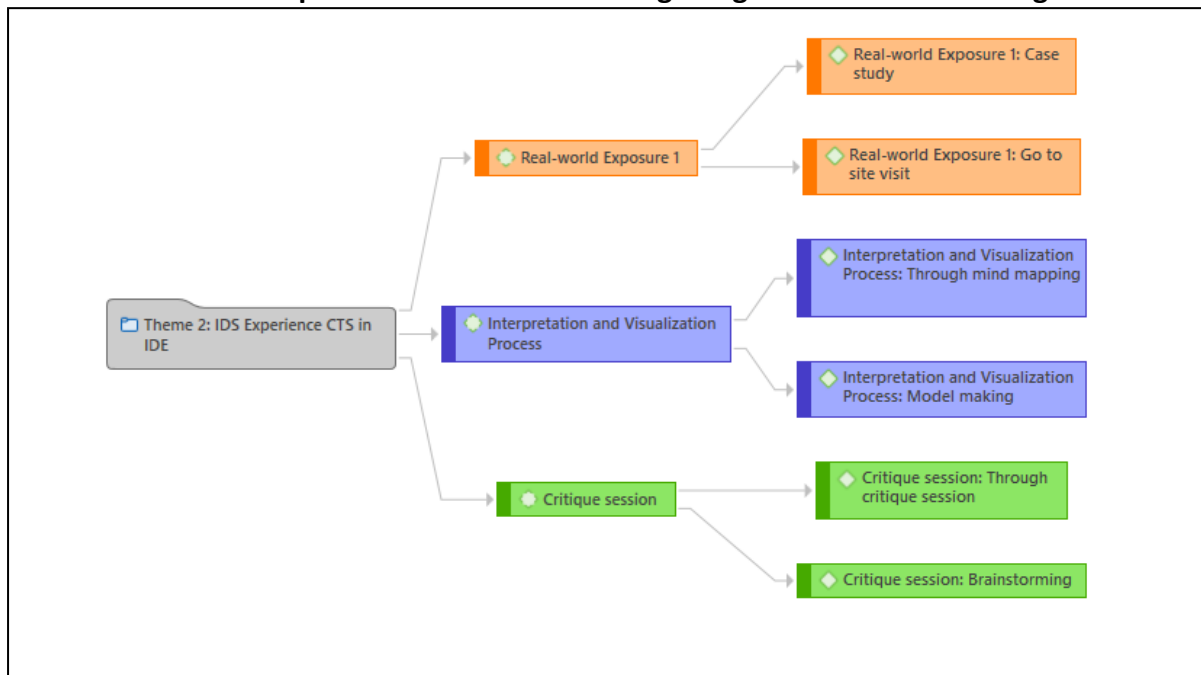 Real-world Exposure 1: Case
study
Real-world Exposure 1
Real-world Exposure 1: Go to
site visit
Interpretation and Visualization
Process: Through mind mapping
Theme 2: IDS Experience CTS in
IDE
Interpretation and Visualization
Process
Interpretation and Visualization
Process: Model making
Critique session
Critique session: Through
critique session
Critique session: Brainstorming